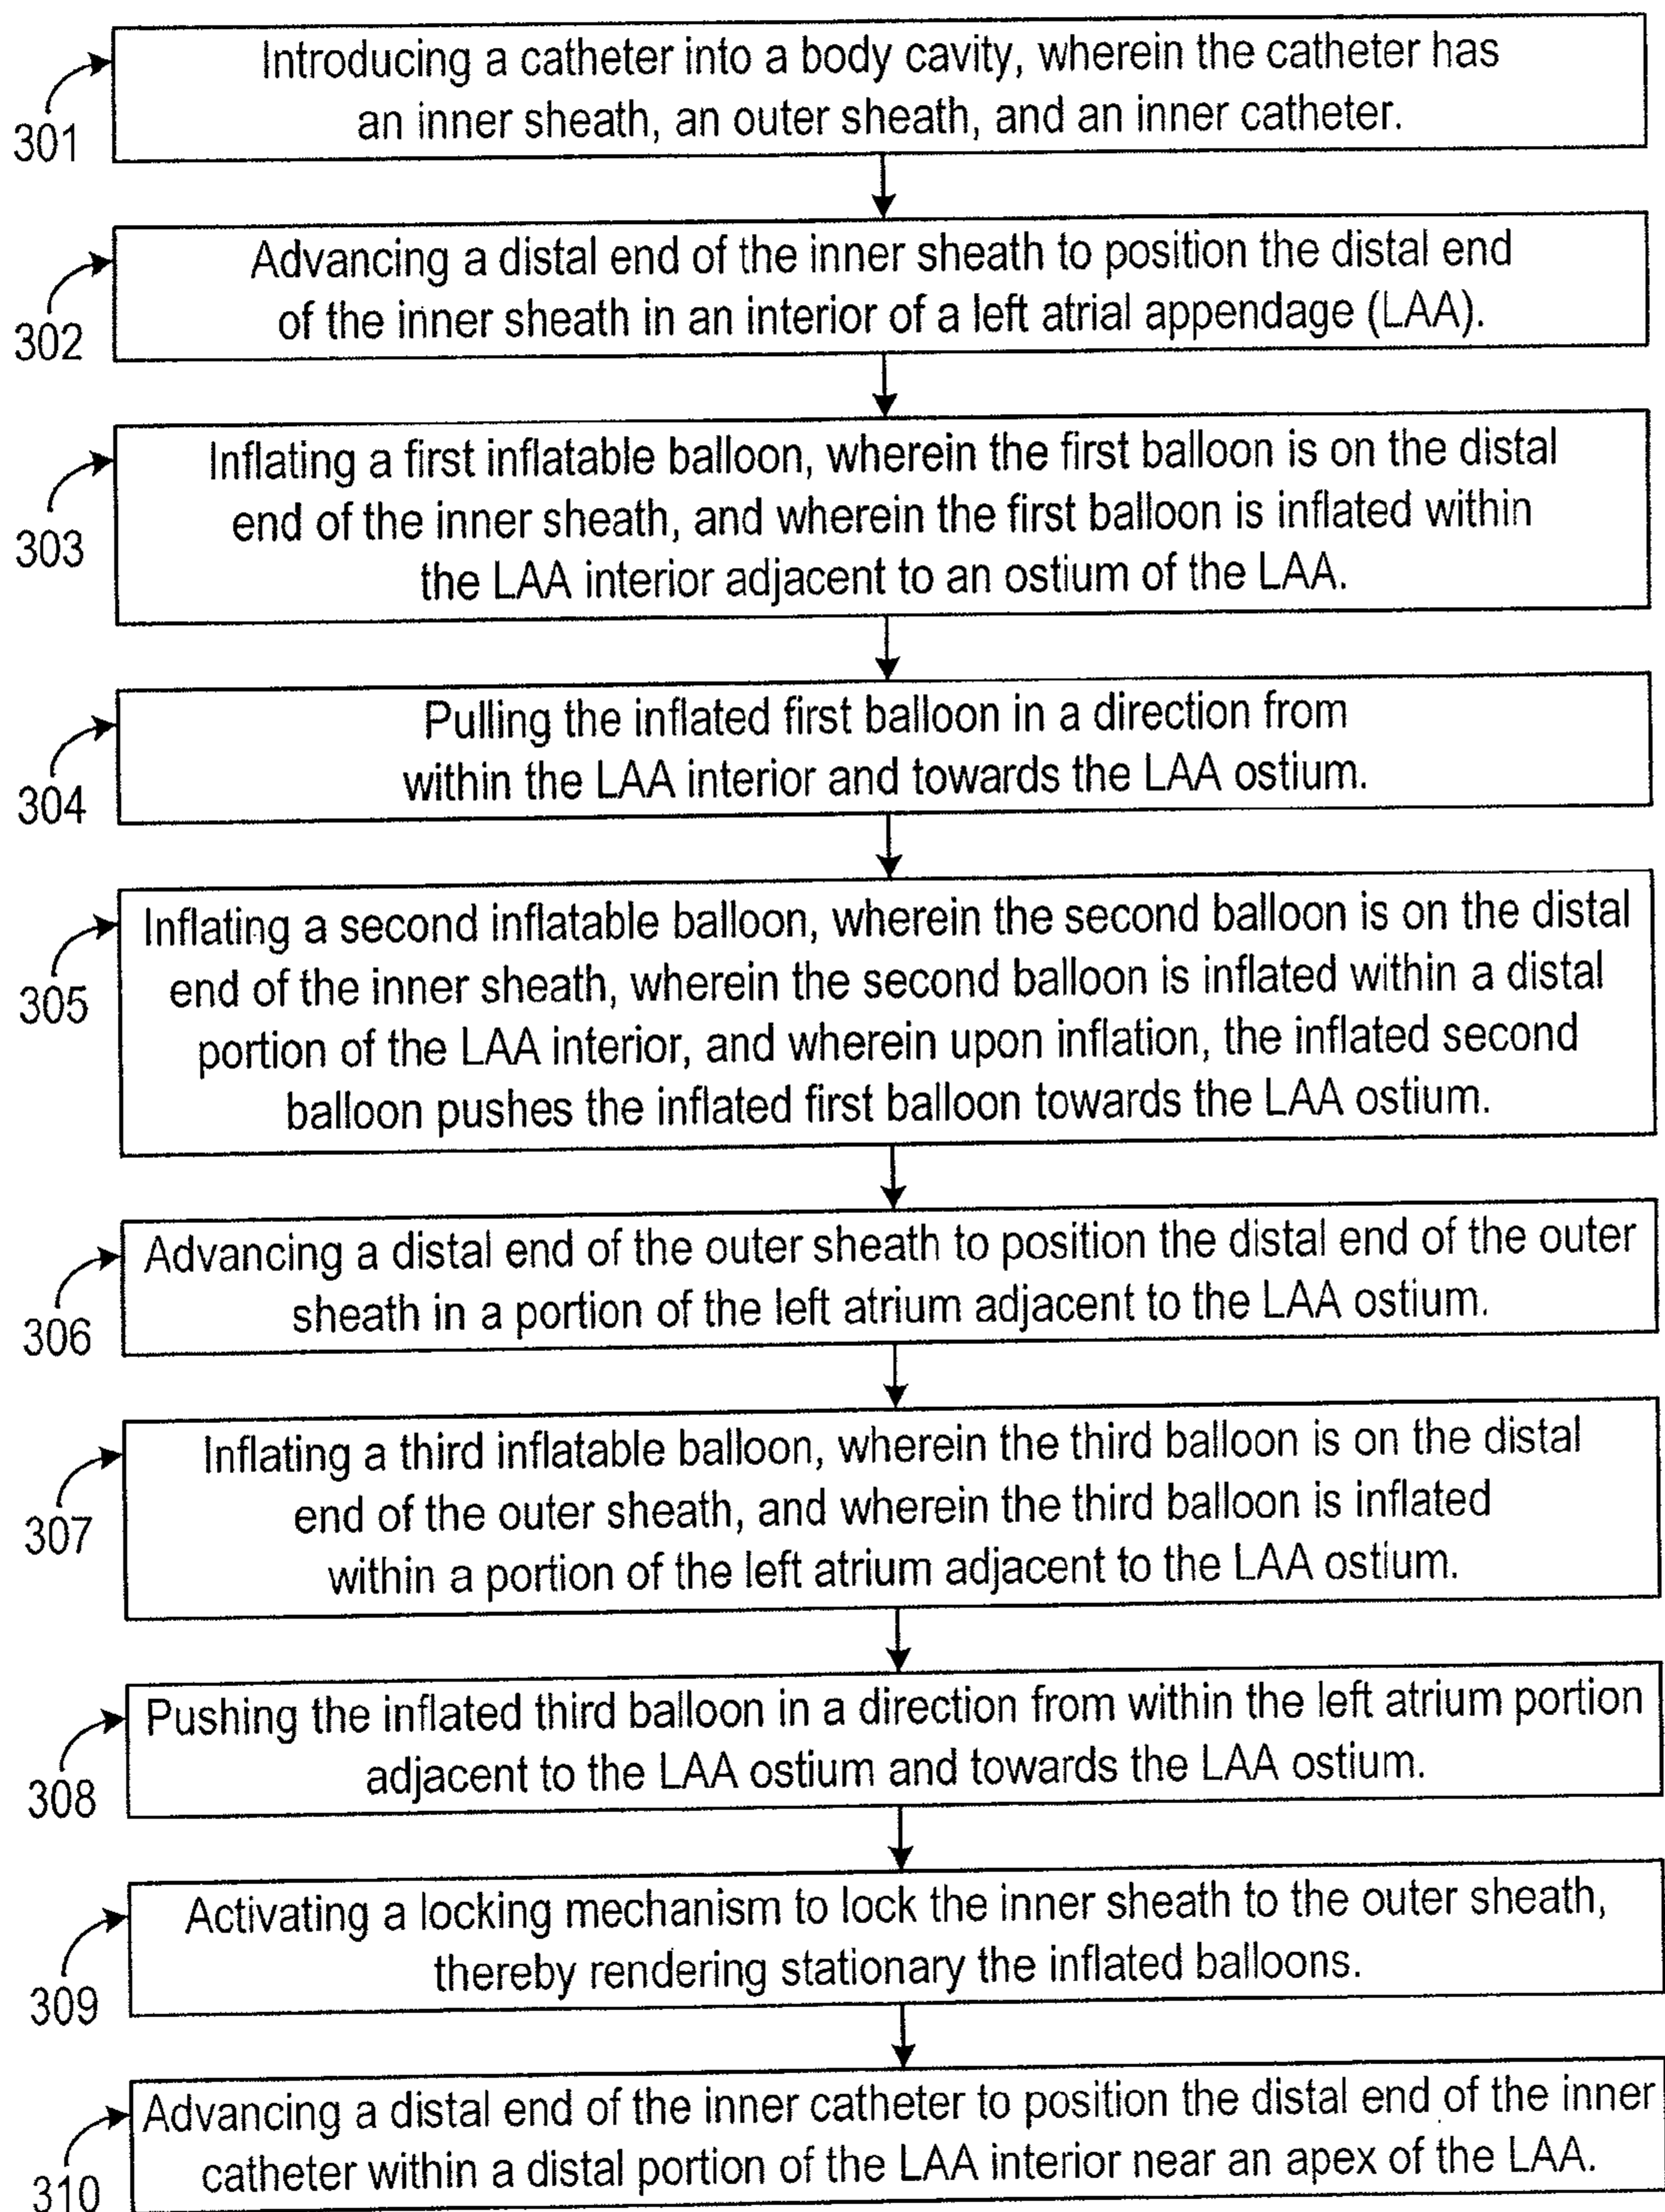 301
Introducing a catheter into a body cavity, wherein the catheter has
an inner sheath, an outer sheath, and an inner catheter.
302
Advancing a distal end of the inner sheath to position the distal end
of the inner sheath in an interior of a left atrial appendage (LAA).
303
Inflating a first inflatable balloon, wherein the first balloon is on the distal
end of the inner sheath, and wherein the first balloon is inflated within
the LAA interior adjacent to an ostium of the LAA.
304
Pulling the inflated first balloon in a direction from
within the LAA interior and towards the LAA ostium.
305
Inflating a second inflatable balloon, wherein the second balloon is on the distal
end of the inner sheath, wherein the second balloon is inflated within a distal
portion of the LAA interior, and wherein upon inflation, the inflated second
balloon pushes the inflated first balloon towards the LAA ostium.
306
Advancing a distal end of the outer sheath to position the distal end of the outer
sheath in a portion of the left atrium adjacent to the LAA ostium.
307
Inflating a third inflatable balloon, wherein the third balloon is on the distal
end of the outer sheath, and wherein the third balloon is inflated
within a portion of the left atrium adjacent to the LAA ostium.
308
Pushing the inflated third balloon in a direction from within the left atrium portion
adjacent to the LAA ostium and towards the LAA ostium.
309
Activating a locking mechanism to lock the inner sheath to the outer sheath,
thereby rendering stationary the inflated balloons.
310
Advancing a distal end of the inner catheter to position the distal end of the inner
catheter within a distal portion of the LAA interior near an apex of the LAA.